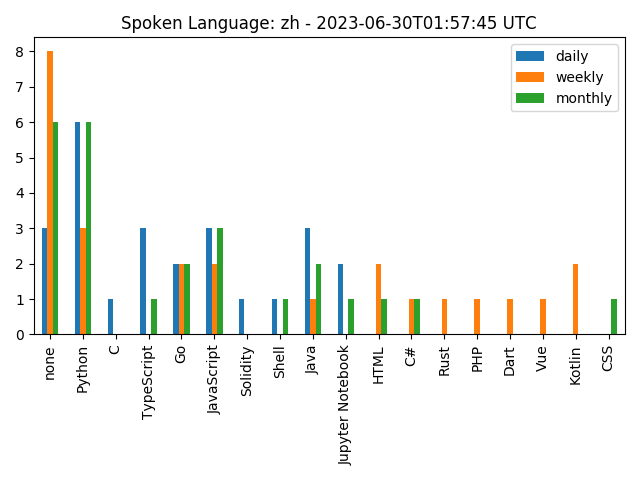 Spoken Language: zh - 2023-06-30T01:57:45 UTC
daily
weekly
monthly
8
7
6
5
4
3
2
1
0
none
Python
C
TypeScript
Go
JavaScript
Solidity
Shell
Java
Jupyter Notebook
HTML
C#
Rust
PHP
Dart
Vue
Kotlin
CSS